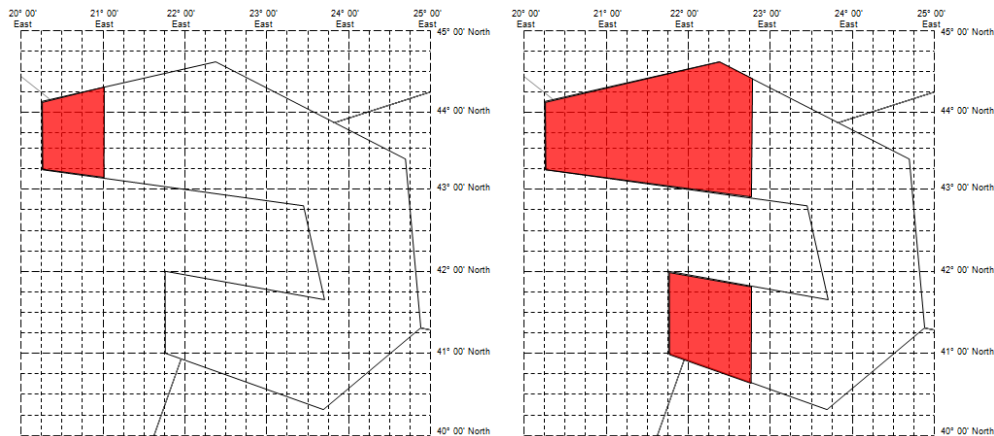 20° 00' 21° 00' 22° 00' 23° 00' 24° 00' 25° 00'
East East East East East East
45° 00' North
44° 00' North
43° 00' North
42° 00' North
41° 00' North
40° 00' North
20° 00' 21° 00' 22° 00' 23° 00' 24° 00' 25° 00'
East East East East East East
45° 00' North
44° 00' North
43° 00' North
42° 00' North
41° 00' North
40° 00' North